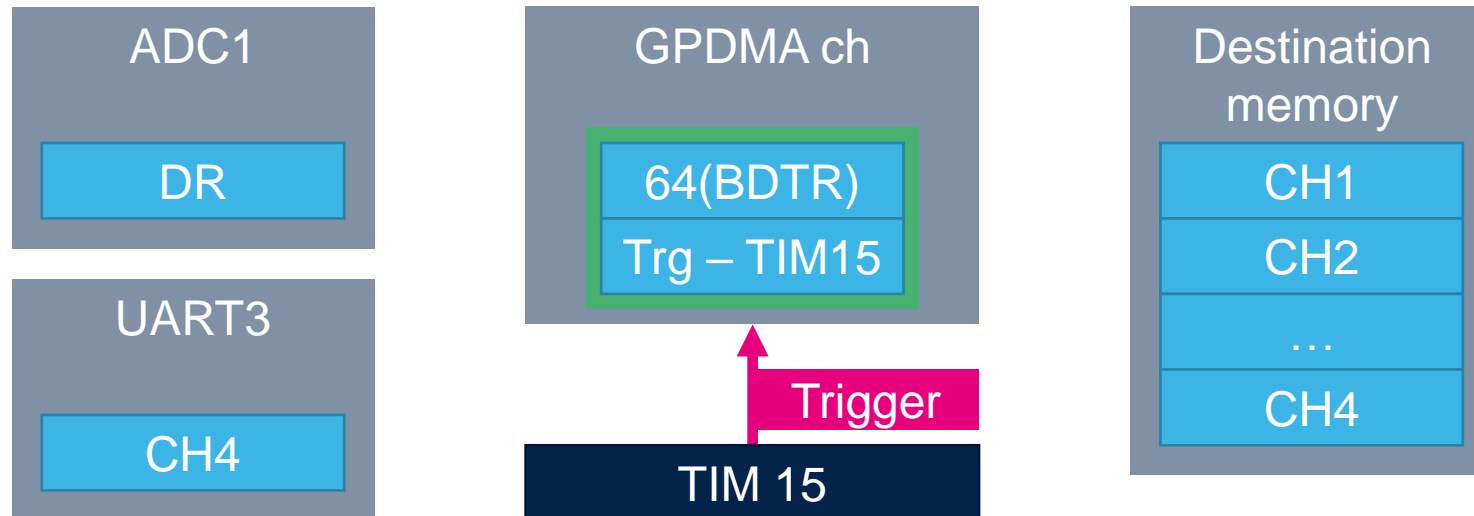 ADC1
DR
UART3
CH4
GPDMA ch
64(BDTR)
Trg – TIM15
Trigger
TIM 15
Destination
memory
CH1
CH2
…
CH4